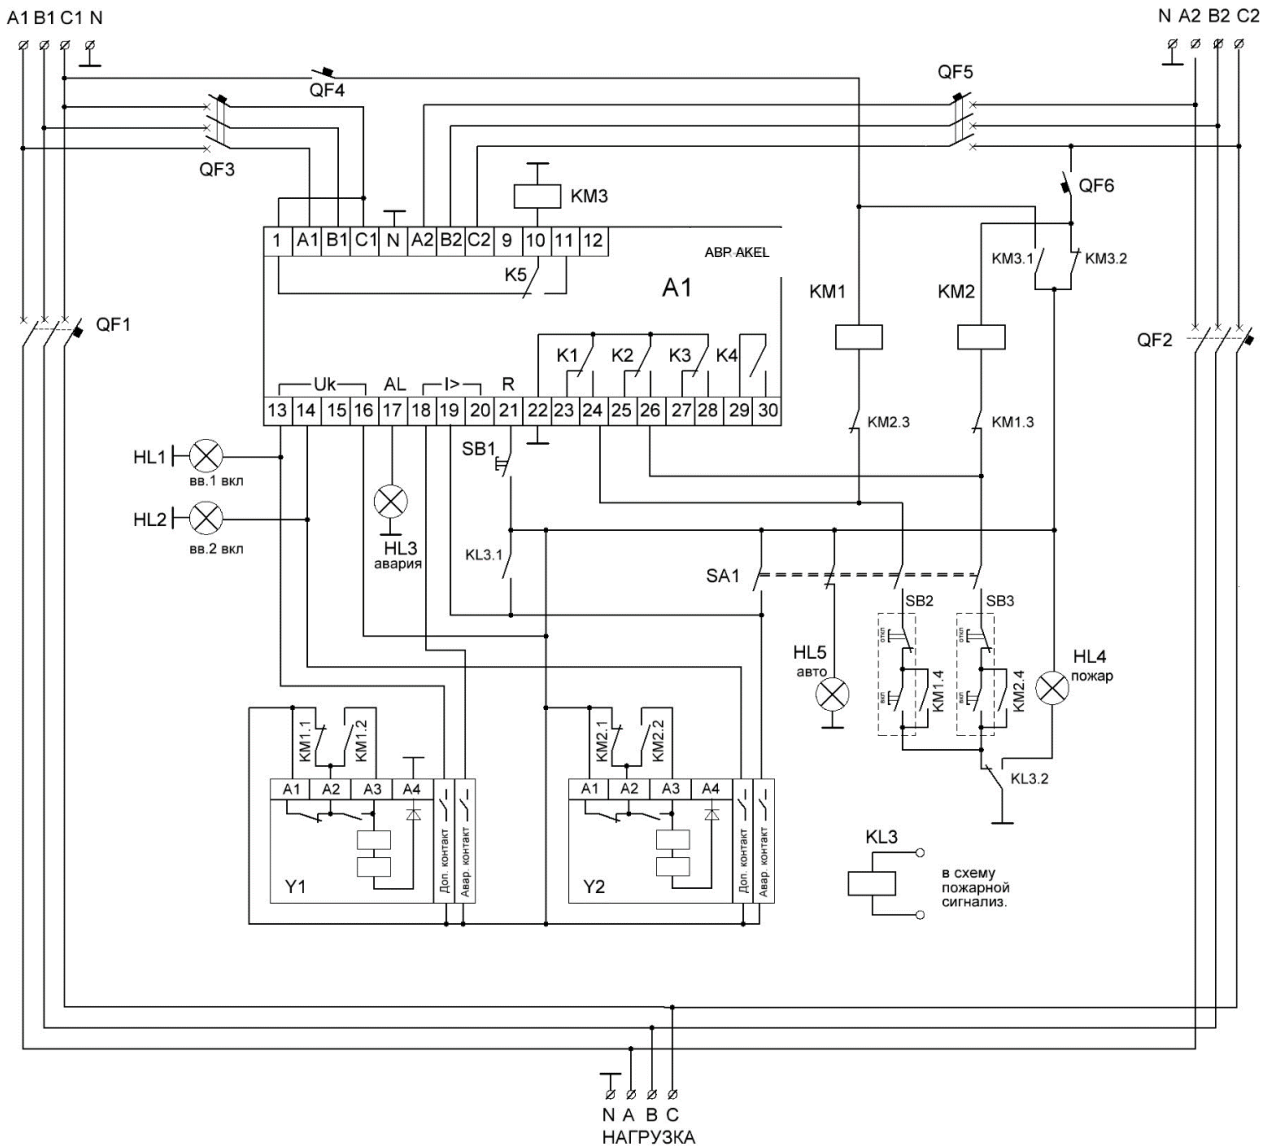 A1 B1 C1 N
N A2 B2 C2
QF4
QF5
QF3
QF6
KM3
1 A1 B1 C1 N A2 B2 C2 9 10 11 12
ABP AKEL
K5
A1
KM3.1
KM3.2
KM1
KM2
QF1
QF2
K1 K2 K3 K4
Uk AL I> R
13 14 15 16 17 18 19 20 21 22 23 24 25 26 27 28 29 30
KM2.3
KM1.3
SB1
HL1
вв.1 вкл
HL2
вв.2 вкл
HL3
авария
KL3.1
SA1
SB2
SB3
откл
откл
HL5
авто
HL4
пожар
вкл
KM1.4
вкл
KM2.4
KM1.1
KM1.2
KM2.1
KM2.2
KL3.2
A1 A2 A3 A4
A1 A2 A3 A4
Доп. контакт
Авар. контакт
Доп. контакт
Авар. контакт
Y1
Y2
KL3
в схему
пожарной
сигнализ.
N A B C
НАГРУЗКА